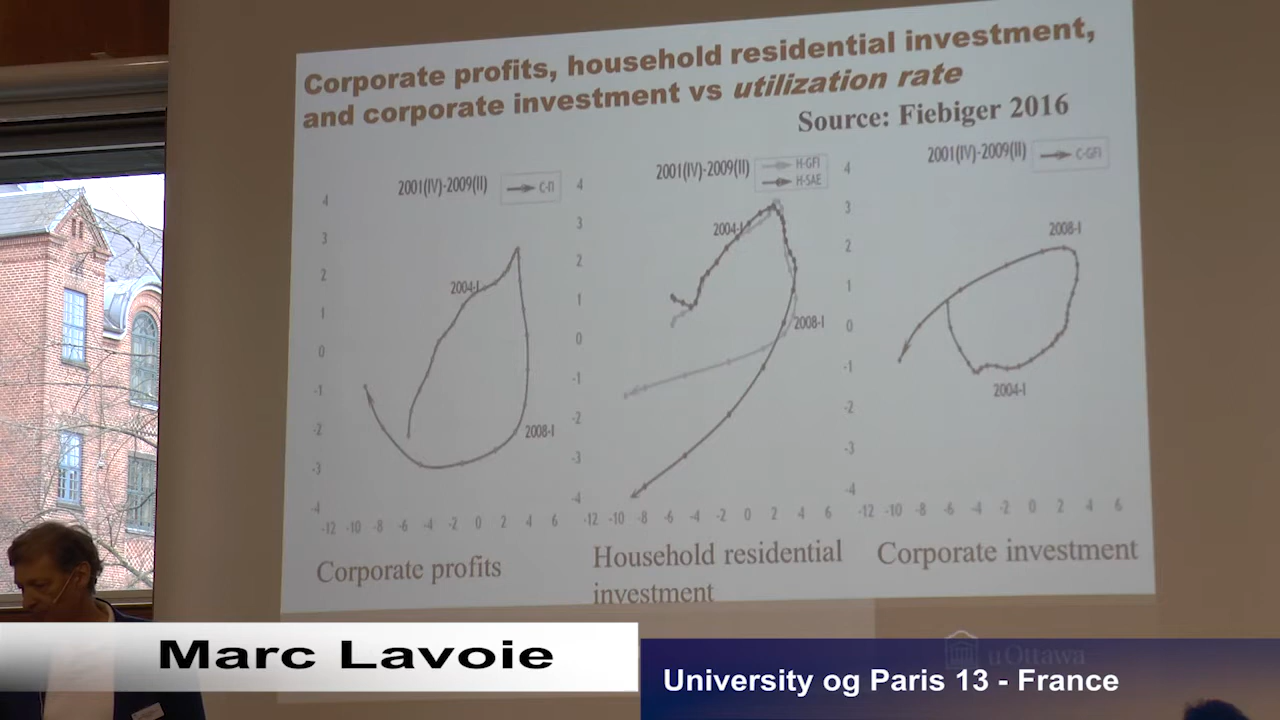 Corporate profits, household residential investment,
and corporate investment vs utilization rate
Source: Fiebiger 2016
2001(IV)-2009(II)
C-Π
4
3
2
1
0
-1
-2
-3
-4
2004-I
2008-I
-12 -10 -8 -6 -4 -2 0 2 4 6
Corporate profits
2001(IV)-2009(II)
H-GFI
H-SAE
4
3
2
1
0
-1
-2
-3
-4
2004-I
2008-I
-12 -10 -8 -6 -4 -2 0 2 4 6
Household residential
investment
2001(IV)-2009(II)
C-GFI
4
3
2
1
0
-1
-2
-3
-4
2008-I
2004-I
-12 -10 -8 -6 -4 -2 0 2 4 6
Corporate investment
uOttawa
Marc Lavoie
University og Paris 13 - France